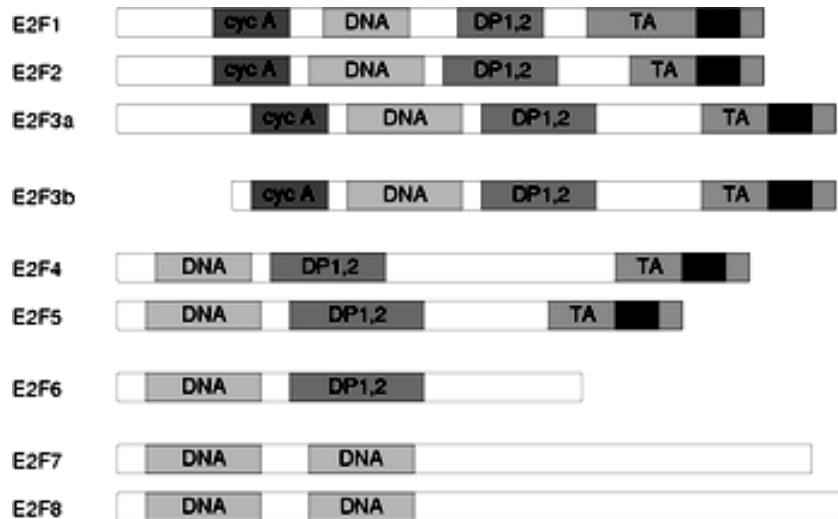 E2F1 cyc A DNA DP1,2 TA
E2F2 cyc A DNA DP1,2 TA
E2F3a cyc A DNA DP1,2 TA
E2F3b cyc A DNA DP1,2 TA
E2F4 DNA DP1,2 TA
E2F5 DNA DP1,2 TA
E2F6 DNA DP1,2
E2F7 DNA DNA
E2F8 DNA DNA